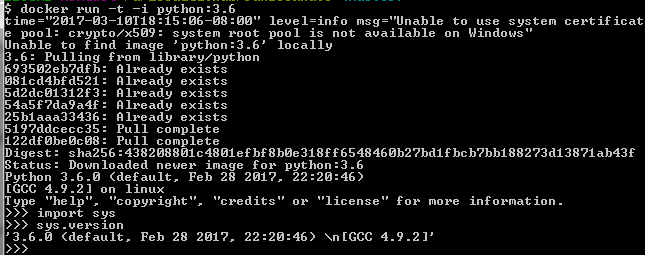 $ docker run -t -i python:3.6
time="2017-03-10T18:15:06-08:00" level=info msg="Unable to use system certificat
e pool: crypto/x509: system root pool is not available on Windows"
Unable to find image 'python:3.6' locally
3.6: Pulling from library/python
693502eb7dfb: Already exists
081cd4bfd521: Already exists
5d2dc01312f3: Already exists
54a5f7da9a4f: Already exists
25b1aaa33436: Already exists
5197ddcecc35: Pull complete
122df0be0c08: Pull complete
Digest: sha256:438208801c4801efbf8b0e318ff6548460b27bd1fbcb7bb188273d13871ab43f
Status: Downloaded newer image for python:3.6
Python 3.6.0 (default, Feb 28 2017, 22:20:46)
[GCC 4.9.2] on linux
Type "help", "copyright", "credits" or "license" for more information.
>>> import sys
>>> sys.version
'3.6.0 (default, Feb 28 2017, 22:20:46) \n[GCC 4.9.2]'
>>>